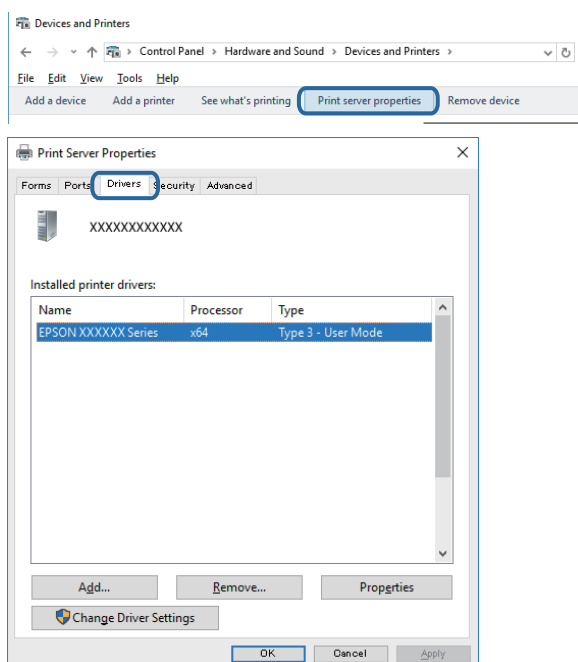 Devices and Printers
Control Panel > Hardware and Sound > Devices and Printers >
File Edit View Tools Help
Add a device Add a printer See what's printing Print server properties Remove device
Print Server Properties
Forms Ports Drivers Security Advanced
XXXXXXXXXXXX
Installed printer drivers:
Name Processor Type
EPSON XXXXXX Series x64 Type 3 - User Mode
Add... Remove... Properties
Change Driver Settings
OK Cancel Apply